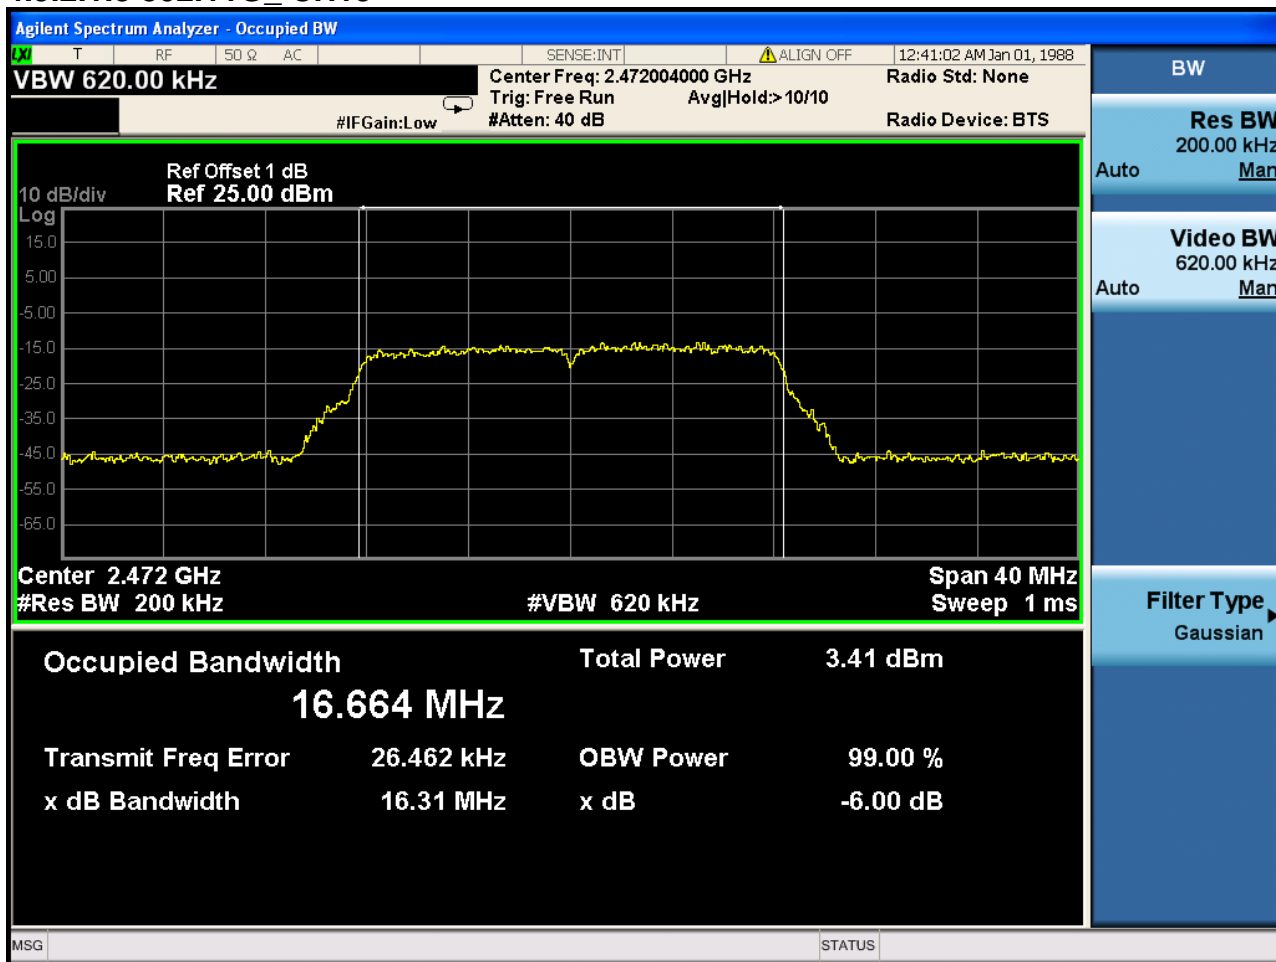 Agilent Spectrum Analyzer - Occupied BW
LXI T RF 50 Ω AC SENSE:INT ALIGN OFF 12:41:02 AM Jan 01, 1988
VBW 620.00 kHz
Center Freq: 2.472004000 GHz
Radio Std: None
Trig: Free Run Avg|Hold:>10/10
#IFGain:Low
#Atten: 40 dB
Radio Device: BTS
Ref Offset 1 dB
10 dB/div Ref 25.00 dBm
Log
15.0
5.00
-5.00
-15.0
-25.0
-35.0
-45.0
-55.0
-65.0
Center 2.472 GHz Span 40 MHz
#Res BW 200 kHz #VBW 620 kHz Sweep 1 ms
Occupied Bandwidth
16.664 MHz
Total Power 3.41 dBm
Transmit Freq Error 26.462 kHz OBW Power 99.00 %
x dB Bandwidth 16.31 MHz x dB -6.00 dB
MSG STATUS
BW
Res BW
200.00 kHz
Auto Man
Video BW
620.00 kHz
Auto Man
Filter Type
Gaussian